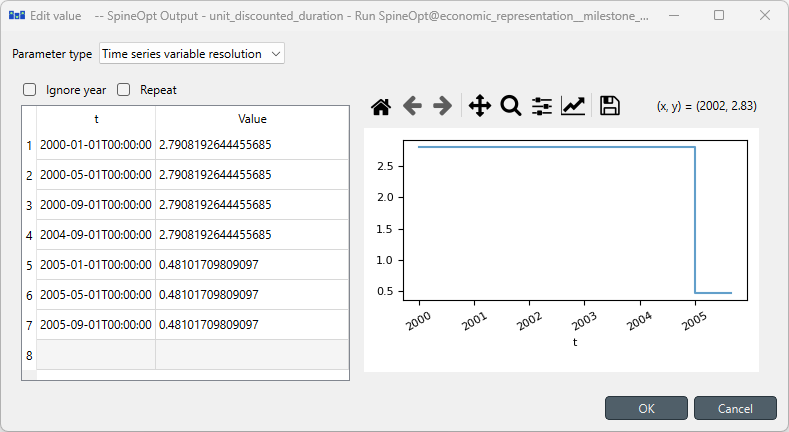 Edit value -- SpineOpt Output - unit_discounted_duration - Run SpineOpt@economic_representation__milestone_...
Parameter type Time series variable resolution
Ignore year Repeat
(x, y) = (2002, 2.83)
t Value
1 2000-01-01T00:00:00 2.7908192644455685
2 2000-05-01T00:00:00 2.7908192644455685
3 2000-09-01T00:00:00 2.7908192644455685
4 2004-09-01T00:00:00 2.7908192644455685
5 2005-01-01T00:00:00 0.48101709809097
6 2005-05-01T00:00:00 0.48101709809097
7 2005-09-01T00:00:00 0.48101709809097
8
2.5
2.0
1.5
1.0
0.5
2000 2001 2002 2003 2004 2005
t
OK Cancel